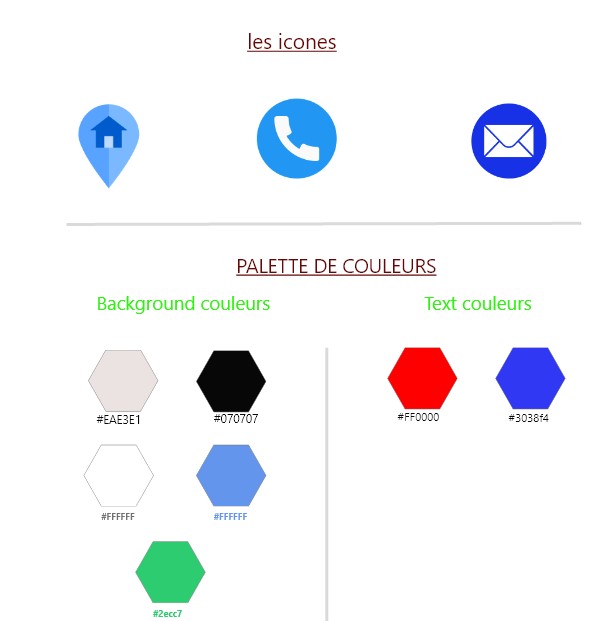 les icones
PALETTE DE COULEURS
Background couleurs
Text couleurs
#EAE3E1
#070707
#FF0000
#3038f4
#FFFFFF
#FFFFFF
#2ecc7